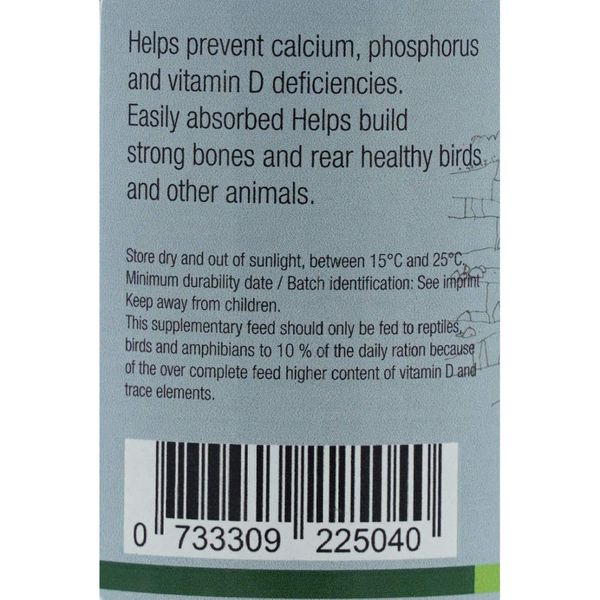 Helps prevent calcium, phosphorus
and vitamin D deficiencies.
Easily absorbed Helps build
strong bones and rear healthy birds
and other animals.
Store dry and out of sunlight, between 15°C and 25°C,
Minimum durability date / Batch identification: See imprint
Keep away from children.
This supplementary feed should only be fed to reptiles,
birds and amphibians to 10 % of the daily ration because
of the over complete feed higher content of vitamin D and
trace elements.
0 733309 225040